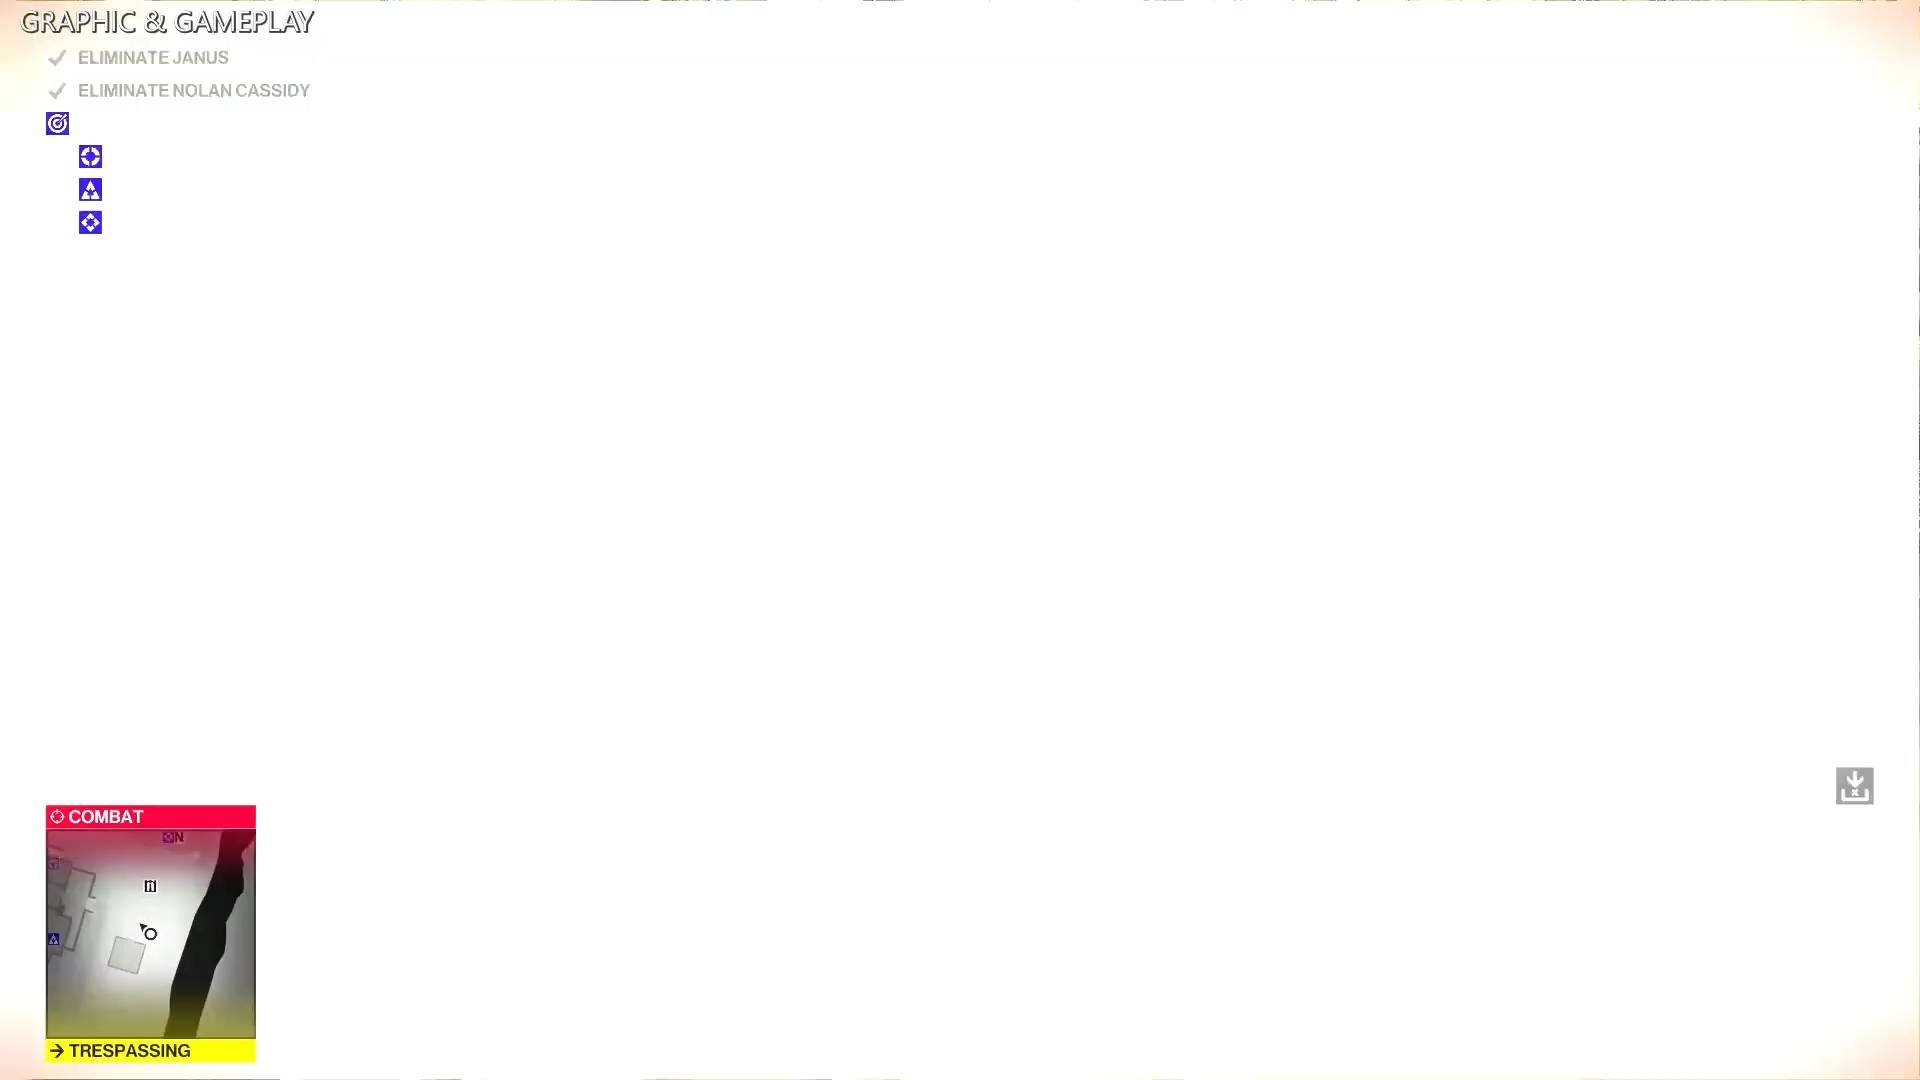 GRAPHIC & GAMEPLAY
ELIMINATE JANUS
ELIMINATE NOLAN CASSIDY
COMBAT
N
TRESPASSING